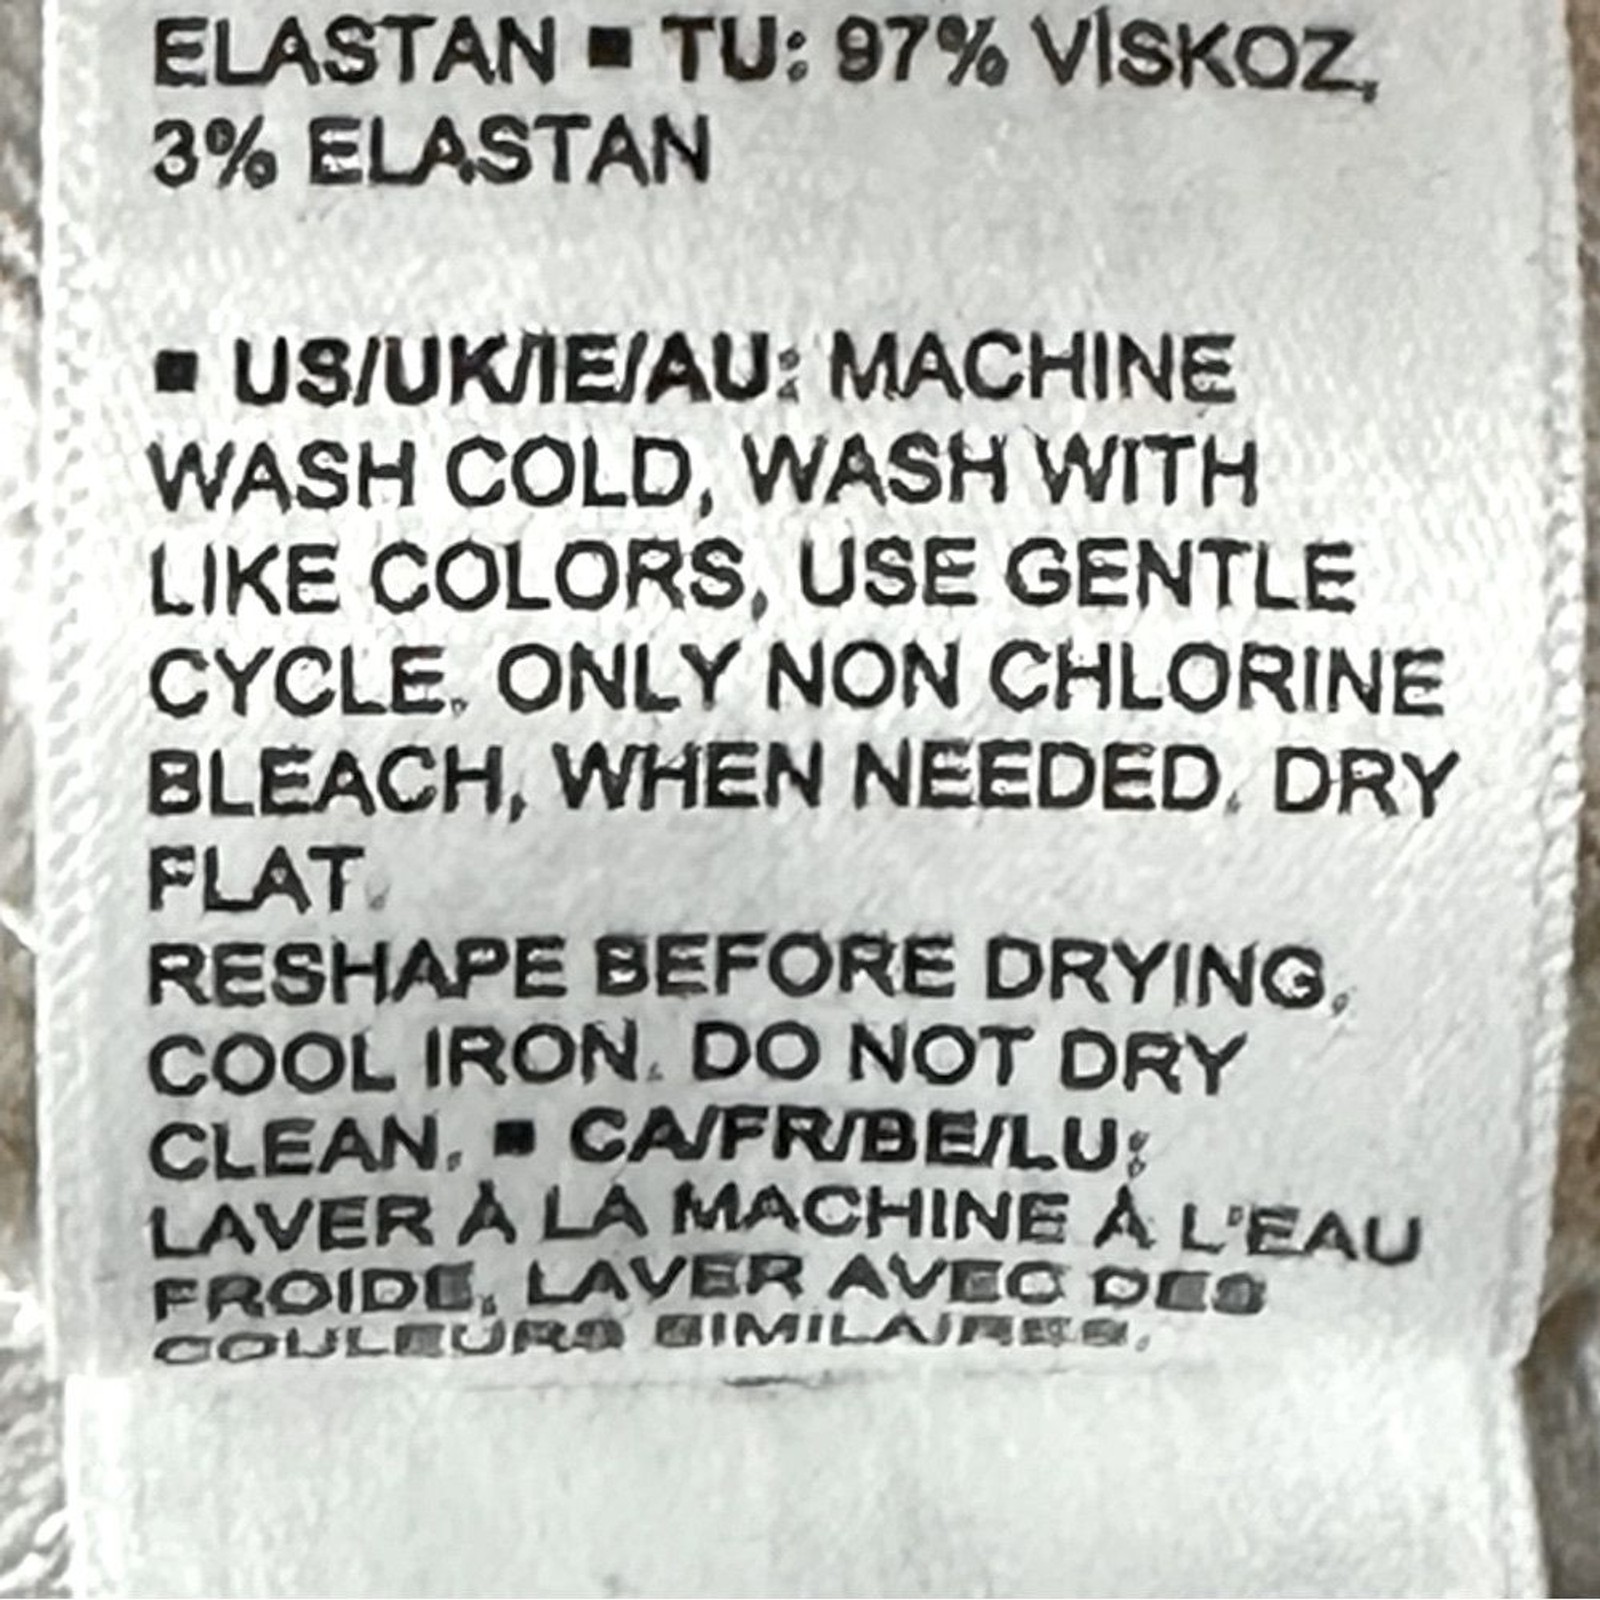 ELASTAN ■ TU: 97% VİSKOZ,
3% ELASTAN
■ US/UK/IE/AU: MACHINE
WASH COLD, WASH WITH
LIKE COLORS, USE GENTLE
CYCLE. ONLY NON CHLORINE
BLEACH, WHEN NEEDED. DRY
FLAT.
RESHAPE BEFORE DRYING.
COOL IRON. DO NOT DRY
CLEAN. ■ CA/FR/BE/LU:
LAVER À LA MACHINE À L'EAU
FROIDE, LAVER AVEC DES
COULEURS SIMILAIRES.